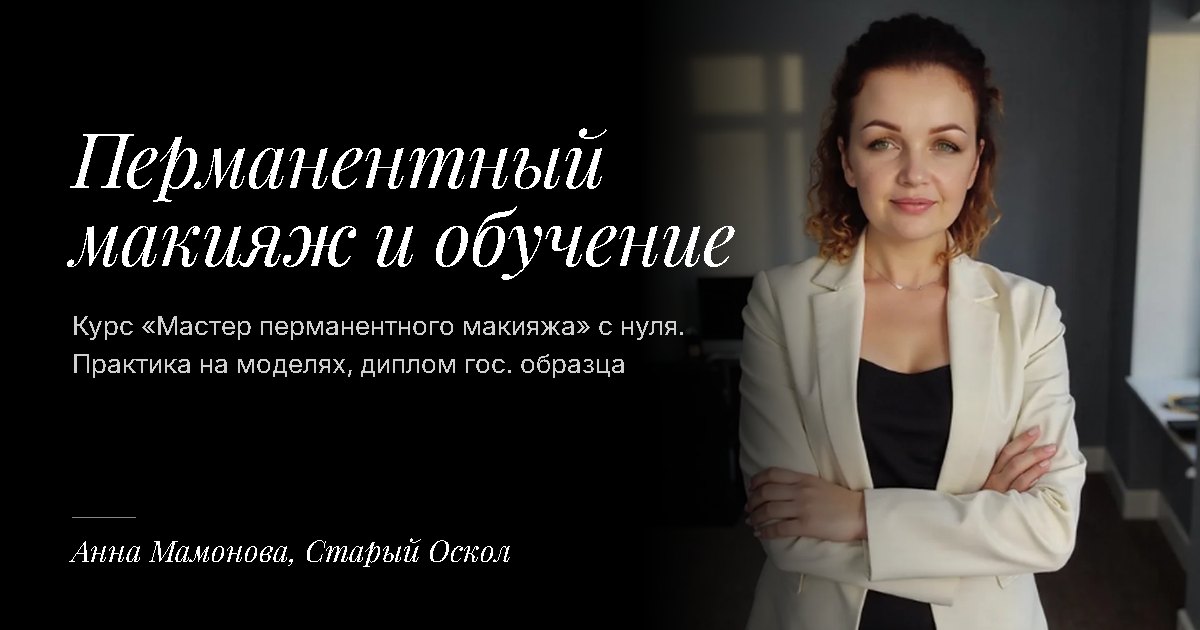 Перманентный
макияж и обучение
Курс «Мастер перманентного макияжа» с нуля.
Практика на моделях, диплом гос. образца
Анна Мамонова, Старый Оскол